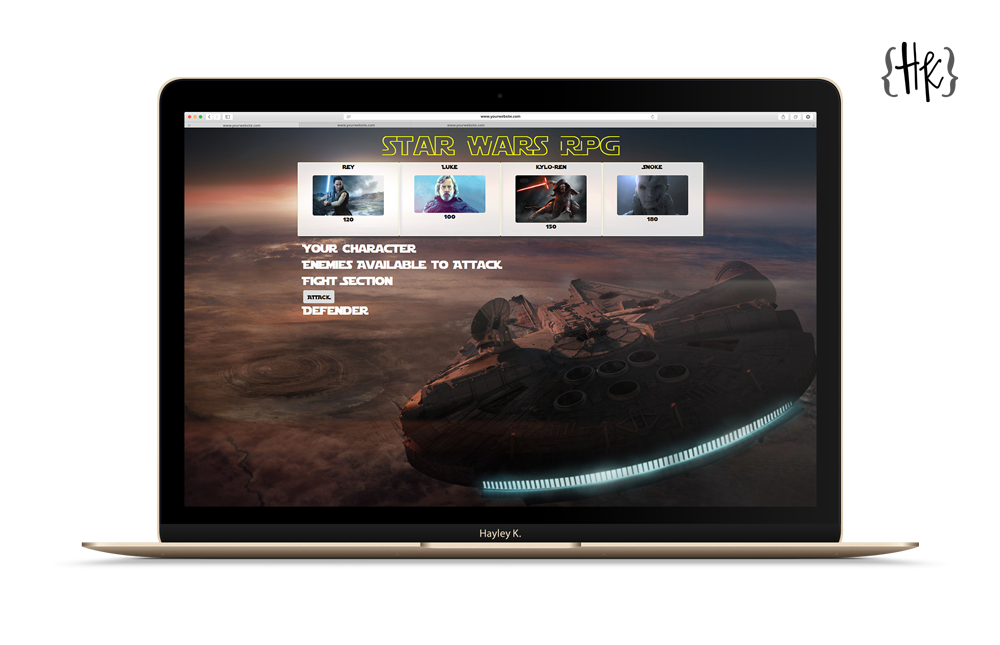 {HK}
www.yourwebsite.com
www.yourwebsite.com www.yourwebsite.com www.yourwebsite.com
STAR WARS RPG
REY LUKE KYLO-REN SNOKE
120 100 150 180
YOUR CHARACTER
ENEMIES AVAILABLE TO ATTACK
FIGHT SECTION
ATTACK
DEFENDER
Hayley K.